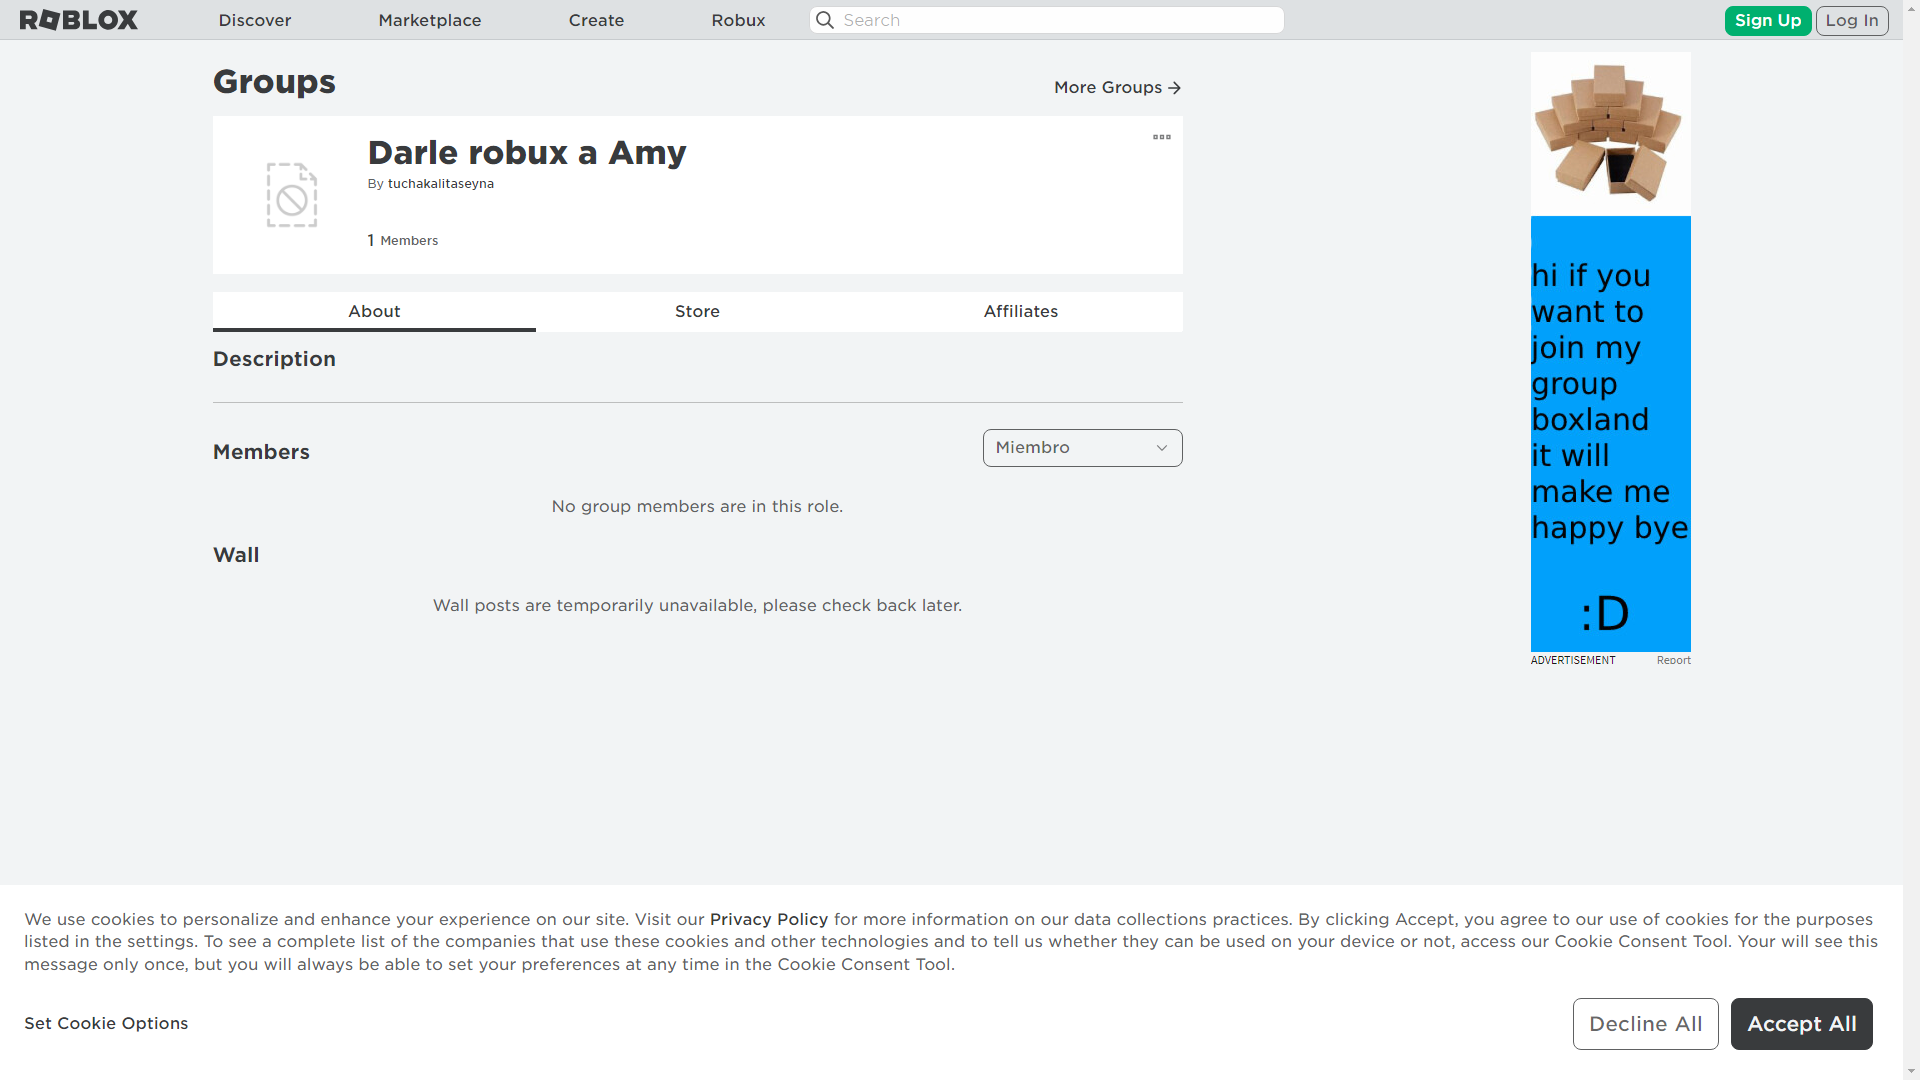 ROBLOX
Discover
Marketplace
Create
Robux
Search
Sign Up
Log In
Groups
More Groups
Darle robux a Amy
By tuchakalitaseyna
1 Members
About
Store
Affiliates
Description
Members
Miembro
No group members are in this role.
Wall
Wall posts are temporarily unavailable, please check back later.
hi if you
want to
join my
group
boxland
it will
make me
happy bye
:D
ADVERTISEMENT
Report
We use cookies to personalize and enhance your experience on our site. Visit our Privacy Policy for more information on our data collections practices. By clicking Accept, you agree to our use of cookies for the purposes
listed in the settings. To see a complete list of the companies that use these cookies and other technologies and to tell us whether they can be used on your device or not, access our Cookie Consent Tool. Your will see this
message only once, but you will always be able to set your preferences at any time in the Cookie Consent Tool.
Set Cookie Options
Decline All
Accept All